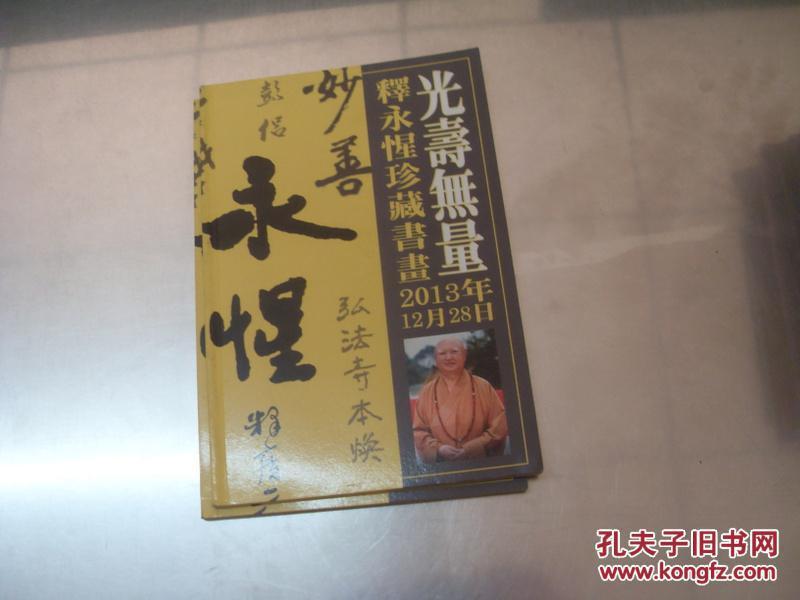 光壽無量
釋永惺珍藏書畫
2013年
12月28日
妙善
彭侶
永惺
弘法寺本煥
孔夫子旧书网
www.kongfz.com